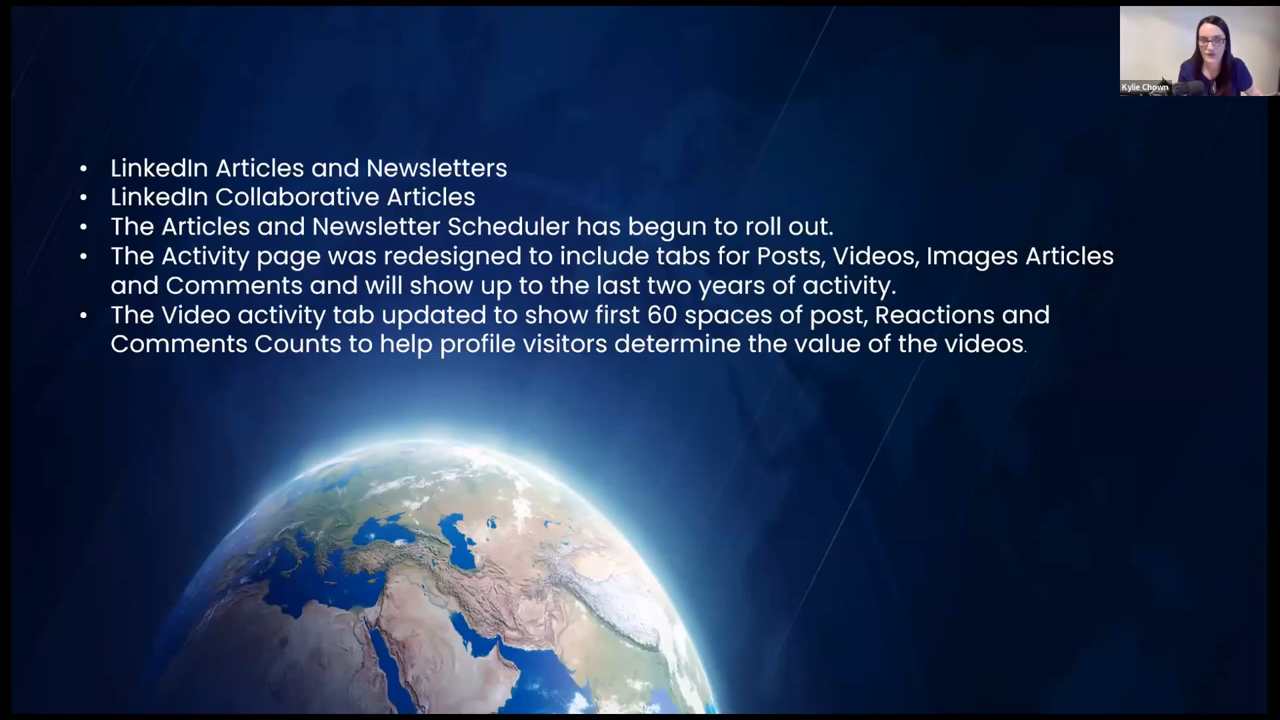 Kylie Chown
• LinkedIn Articles and Newsletters
• LinkedIn Collaborative Articles
• The Articles and Newsletter Scheduler has begun to roll out.
• The Activity page was redesigned to include tabs for Posts, Videos, Images Articles
and Comments and will show up to the last two years of activity.
• The Video activity tab updated to show first 60 spaces of post, Reactions and
Comments Counts to help profile visitors determine the value of the videos.